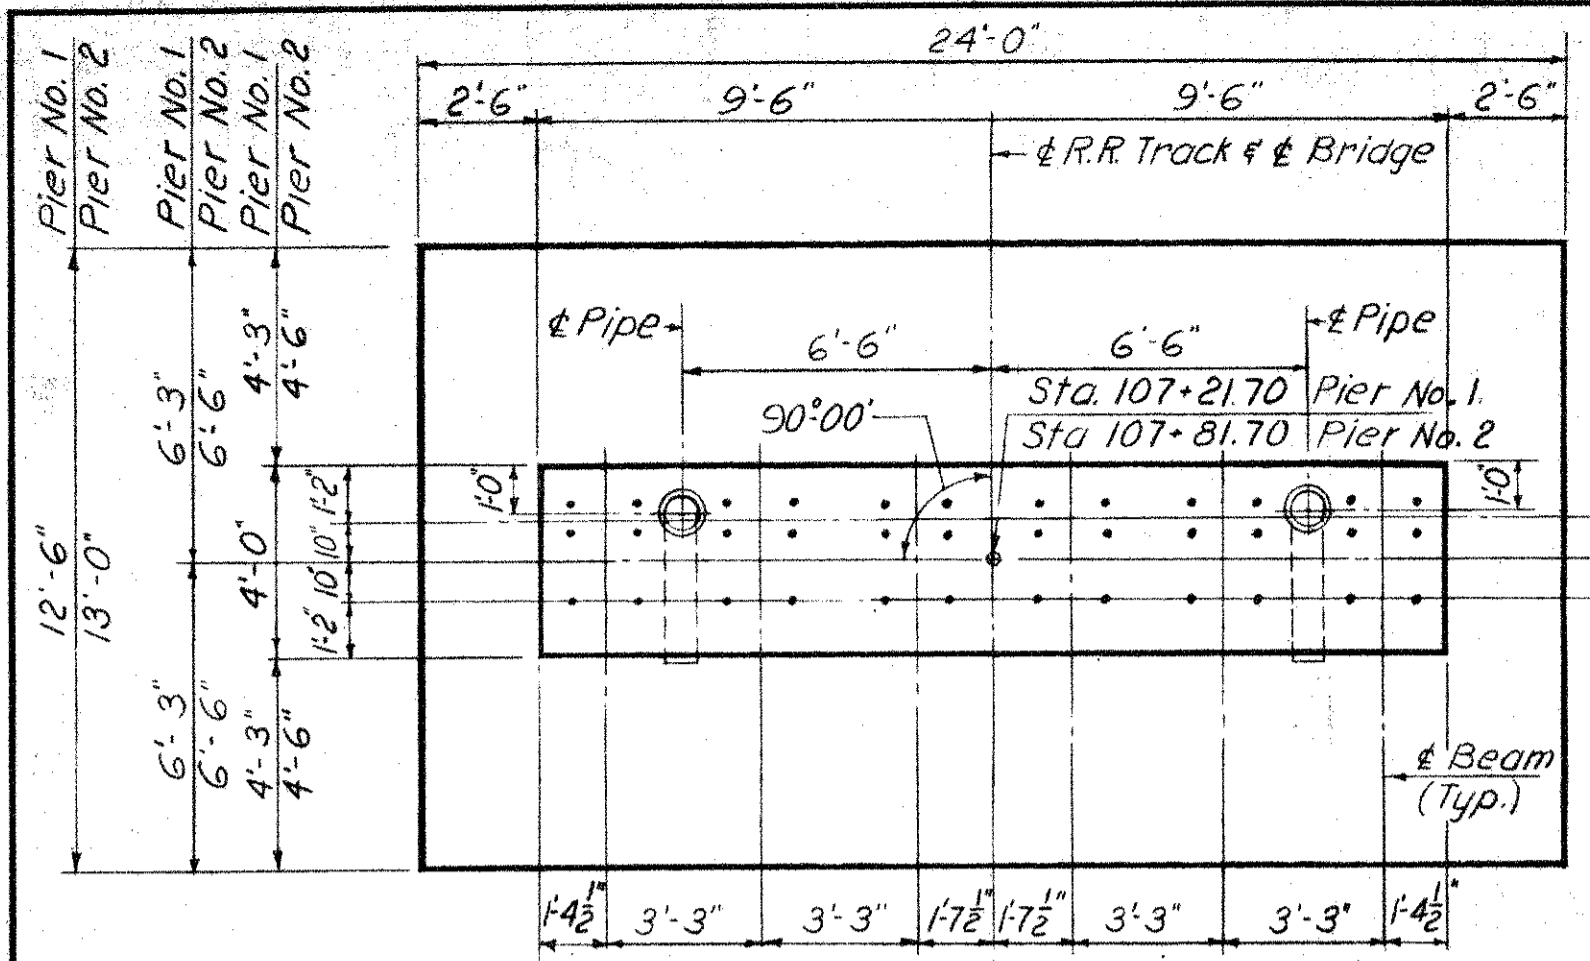 24'-0"
2'-6" 9'-6" 9'-6" 2'-6"
℄ R.R. Track & ℄ Bridge
Pier No. 1
Pier No. 2
Pier No. 1
Pier No. 2
Pier No. 1
Pier No. 2
℄ Pipe
℄ Pipe
6'-6" 6'-6"
Sta. 107+21.70 Pier No. 1.
Sta 107+81.70 Pier No. 2
90°00'
12'-6"
13'-0"
6'-3"
6'-6"
4'-3"
4'-6"
4'-0"
1'-2"
10"
10"
1'-2"
1'-0"
1'-0"
6'-3"
6'-6"
4'-3"
4'-6"
℄ Beam
(Typ.)
1'-4½" 3'-3" 3'-3" 1'-7½" 1'-7½" 3'-3" 3'-3" 1'-4½"